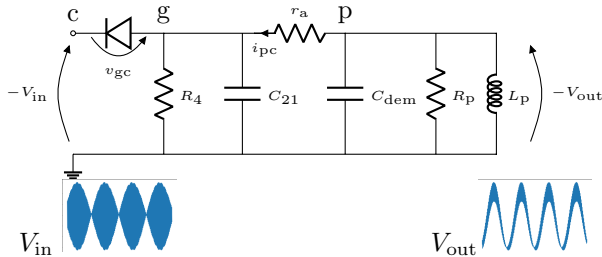 c g p
r_a
i_pc
v_gc
−V_in R_4 C_21 C_dem R_p L_p −V_out
V_in V_out